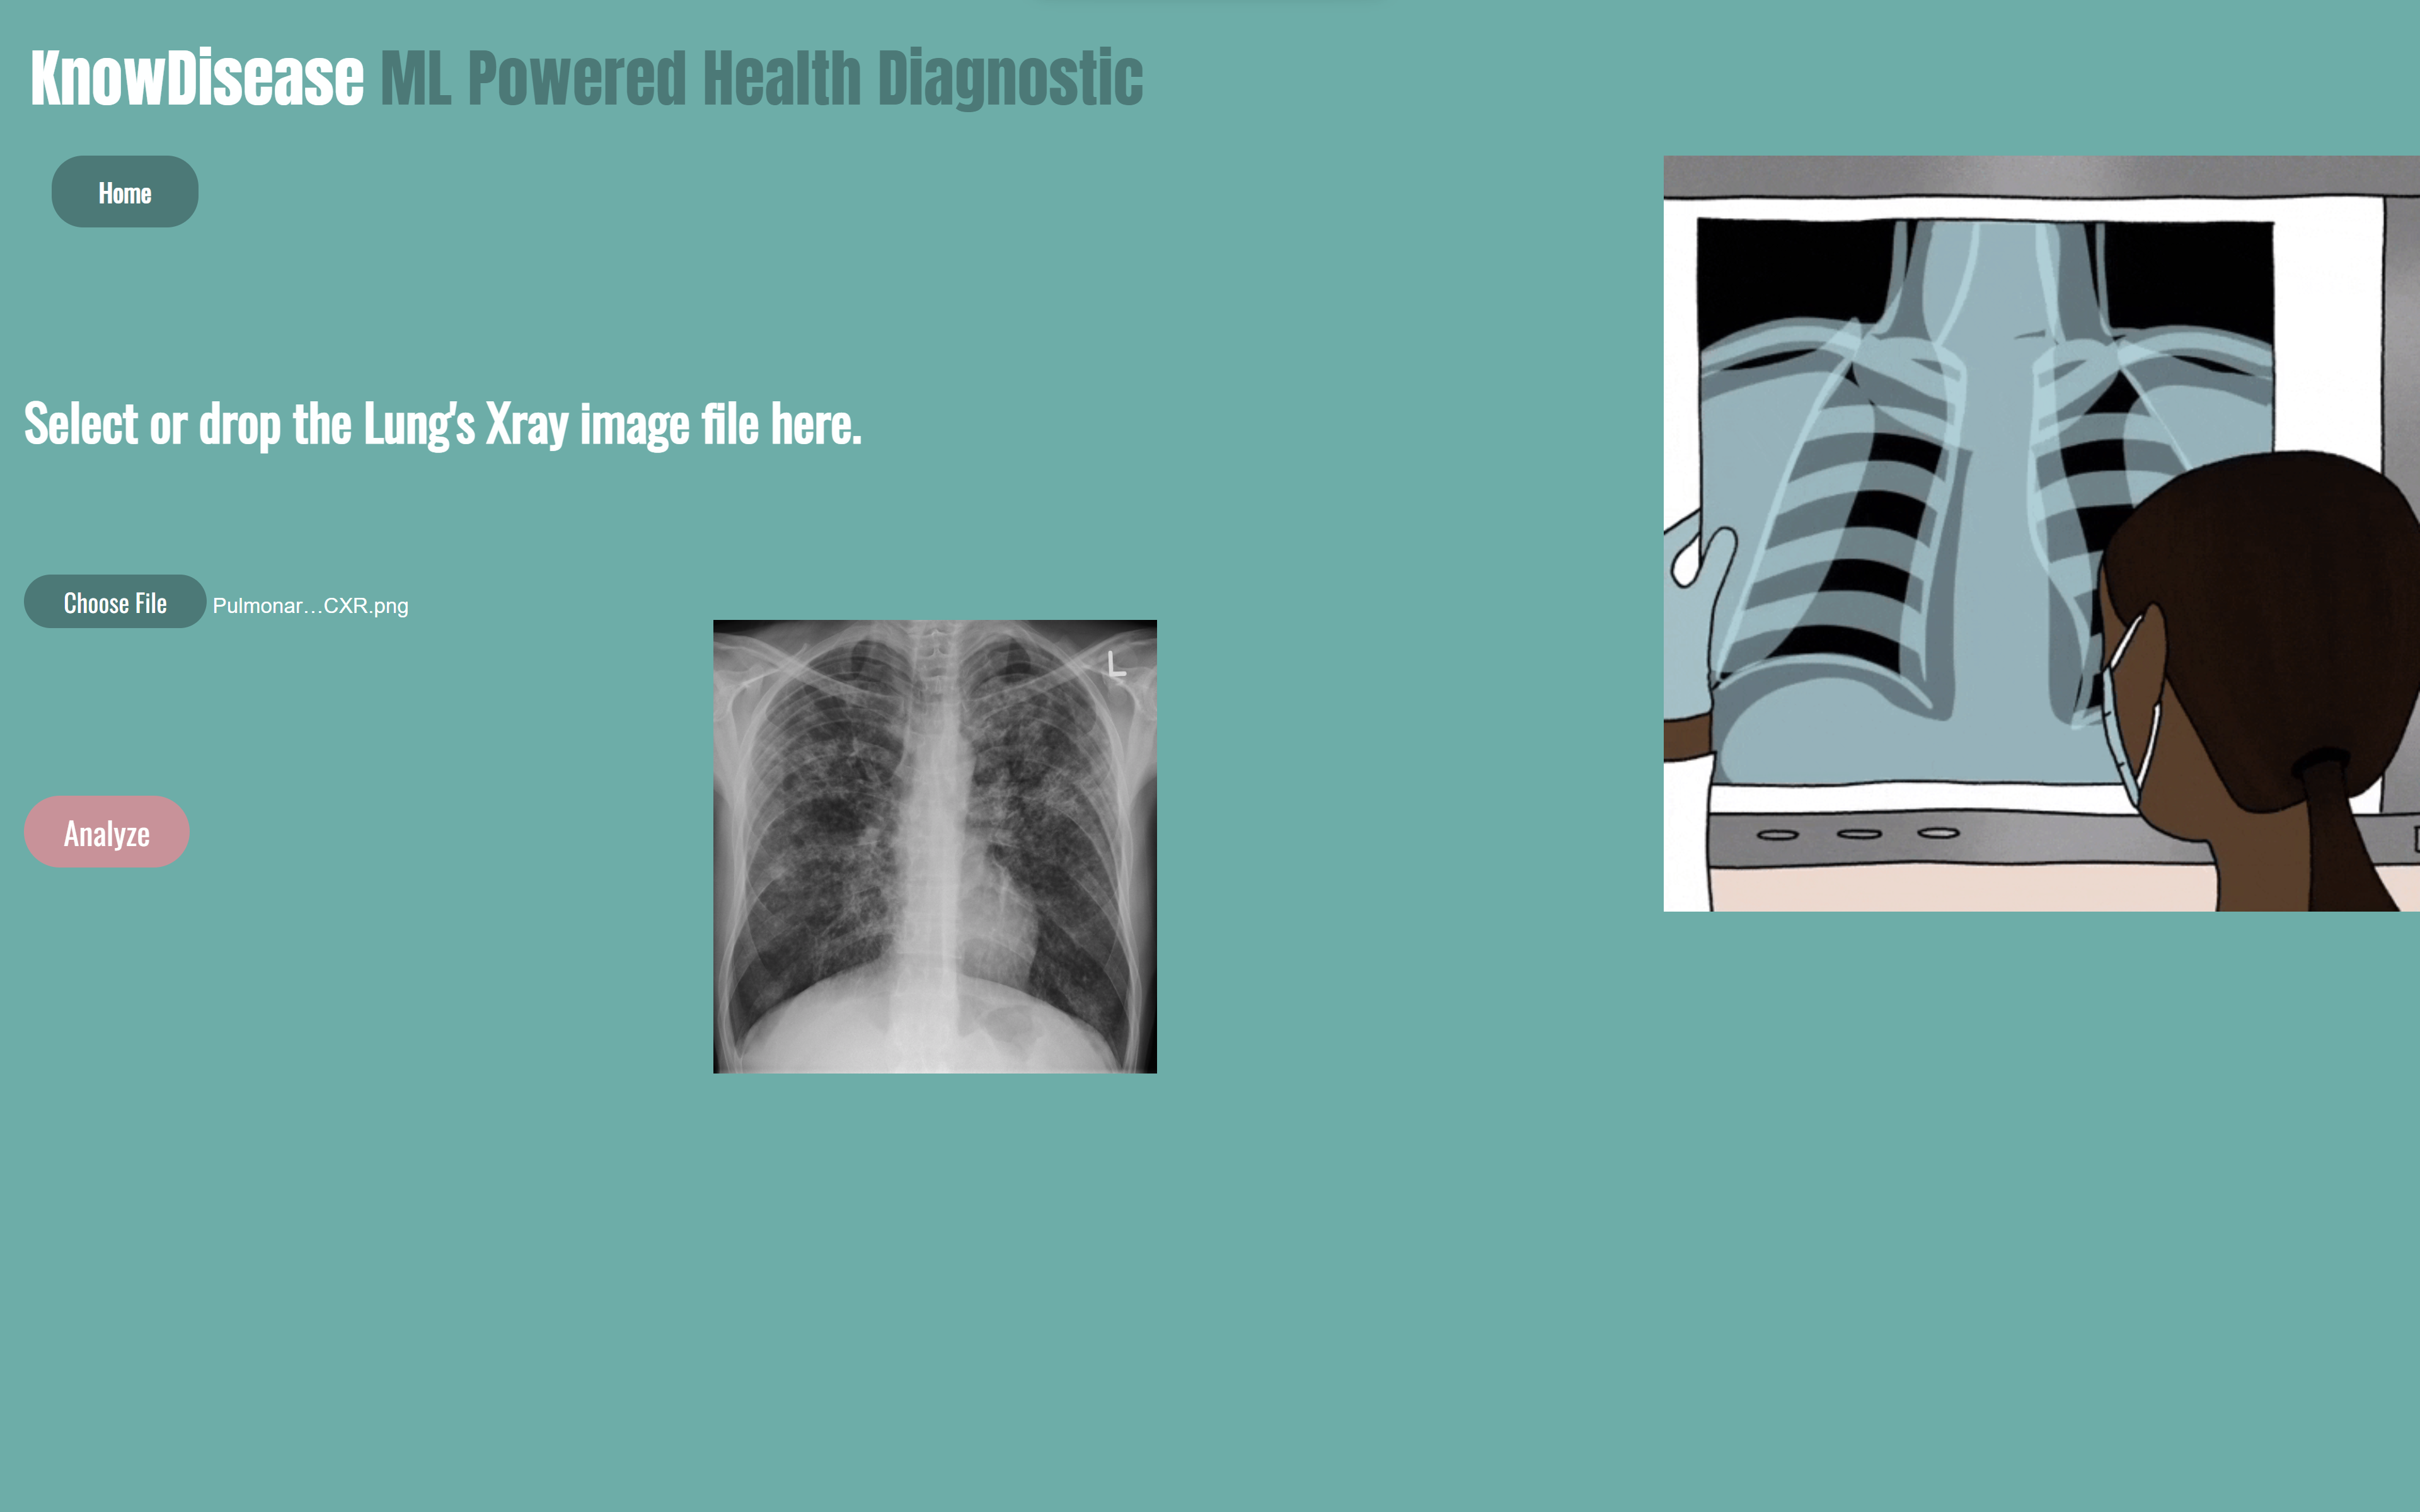 KnowDisease ML Powered Health Diagnostic
Home
Select or drop the Lung's Xray image file here.
Choose File Pulmonar...CXR.png
L
Analyze